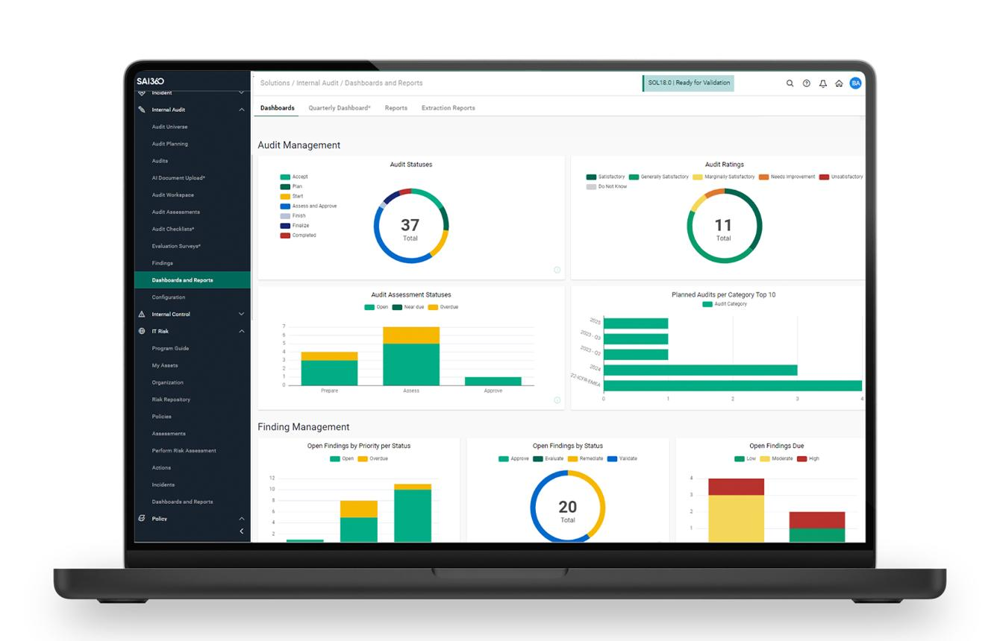 SAI360
Incident
Internal Audit
Audit Universe
Audit Planning
Audits
AI Document Upload*
Audit Workspace
Audit Assessments
Audit Checklists*
Evaluation Surveys*
Findings
Dashboards and Reports
Configuration
Internal Control
IT Risk
Program Guide
My Assets
Organization
Risk Repository
Policies
Assessments
Perform Risk Assessment
Actions
Incidents
Dashboards and Reports
Policy
Solutions / Internal Audit / Dashboards and Reports
SOL18.0 | Ready for Validation
BA
Dashboards Quarterly Dashboard* Reports Extraction Reports
Audit Management
Audit Statuses
Accept
Plan
Start
Assess and Approve
Finish
Finalize
Completed
37
Total
Audit Ratings
Satisfactory Generally Satisfactory Marginally Satisfactory Needs Improvement Unsatisfactory
Do Not Know
11
Total
Audit Assessment Statuses
Open Near due Overdue
7
6
5
4
3
2
1
0
Prepare Assess Approve
Planned Audits per Category Top 10
Audit Category
2025
2023 - Q3
2023 - Q2
2024
22-ICFR-EMEA
0 1 2 3 4
Finding Management
Open Findings by Priority per Status
Open Overdue
12
10
8
6
4
2
Open Findings by Status
Approve Evaluate Remediate Validate
20
Total
Open Findings Due
Low Moderate High
4
3
2
1